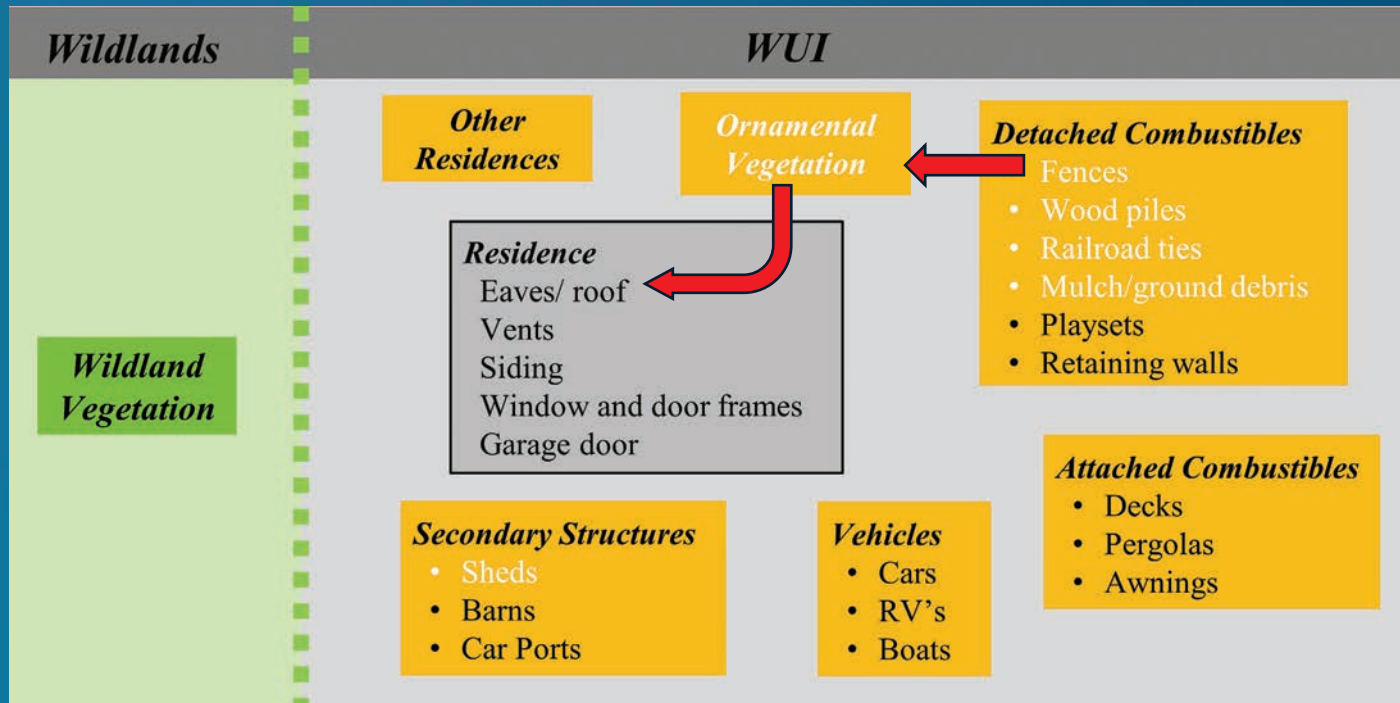 Wildlands
WUI
Other
Residences
Ornamental
Vegetation
Detached Combustibles
Fences
• Wood piles
• Railroad ties
• Mulch/ground debris
• Playsets
• Retaining walls
Residence
Eaves/ roof
Vents
Siding
Window and door frames
Garage door
Wildland
Vegetation
Attached Combustibles
• Decks
• Pergolas
• Awnings
Secondary Structures
• Sheds
• Barns
• Car Ports
Vehicles
• Cars
• RV’s
• Boats